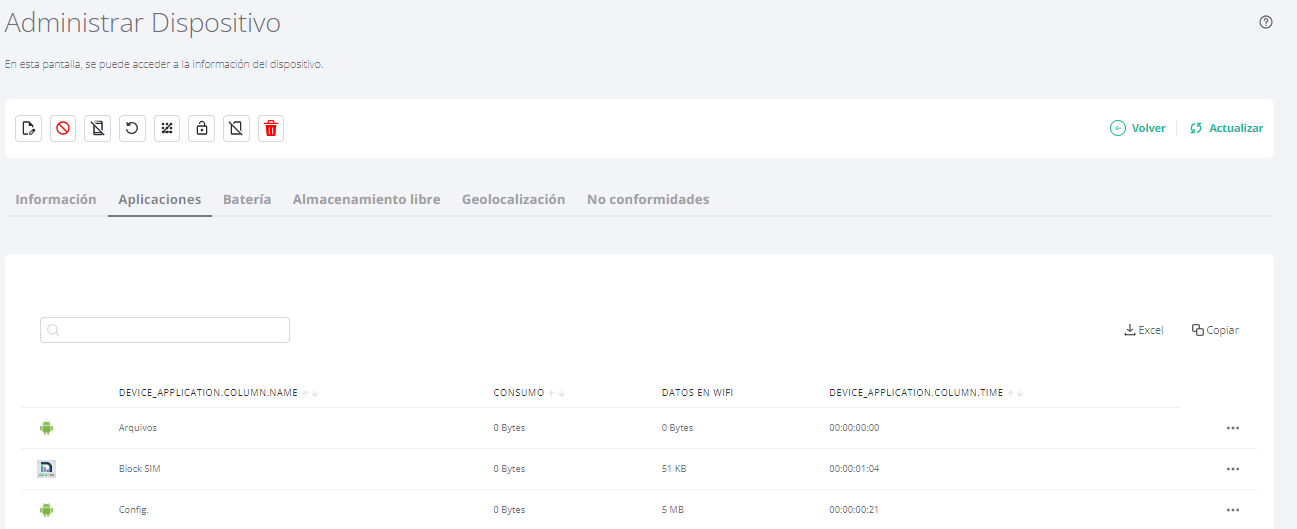 Administrar Dispositivo
En esta pantalla, se puede acceder a la información del dispositivo.
Volver Actualizar
Información Aplicaciones Batería Almacenamiento libre Geolocalización No conformidades
Excel Copiar
DEVICE_APPLICATION.COLUMN.NAME CONSUMO DATOS EN WIFI DEVICE_APPLICATION.COLUMN.TIME
Arquivos 0 Bytes 0 Bytes 00:00:00:00
Block SIM 0 Bytes 51 KB 00:00:01:04
Config. 0 Bytes 5 MB 00:00:00:21